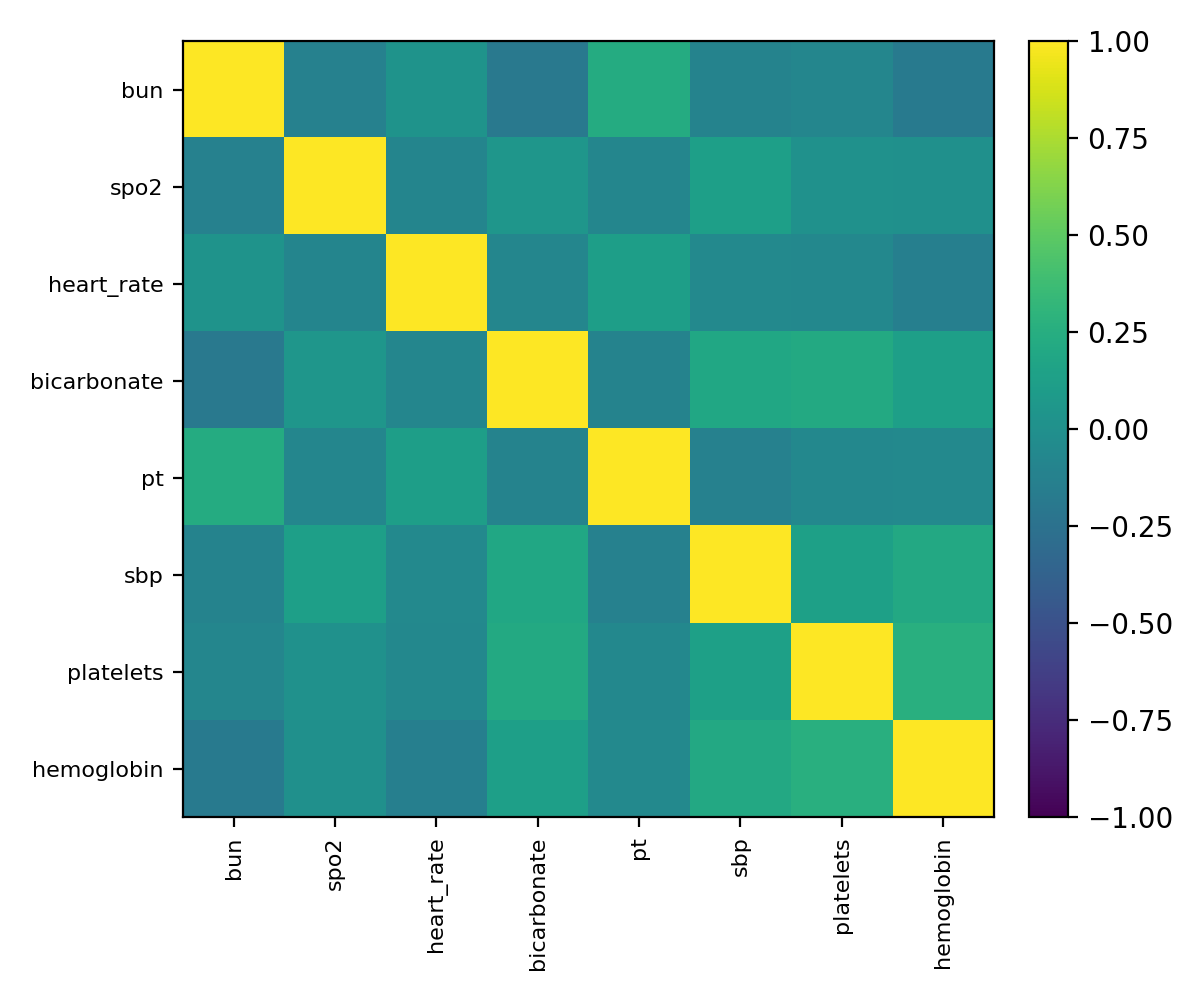 bun
spo2
heart_rate
bicarbonate
pt
sbp
platelets
hemoglobin
bun
spo2
heart_rate
bicarbonate
pt
sbp
platelets
hemoglobin
1.00
0.75
0.50
0.25
0.00
−0.25
−0.50
−0.75
−1.00